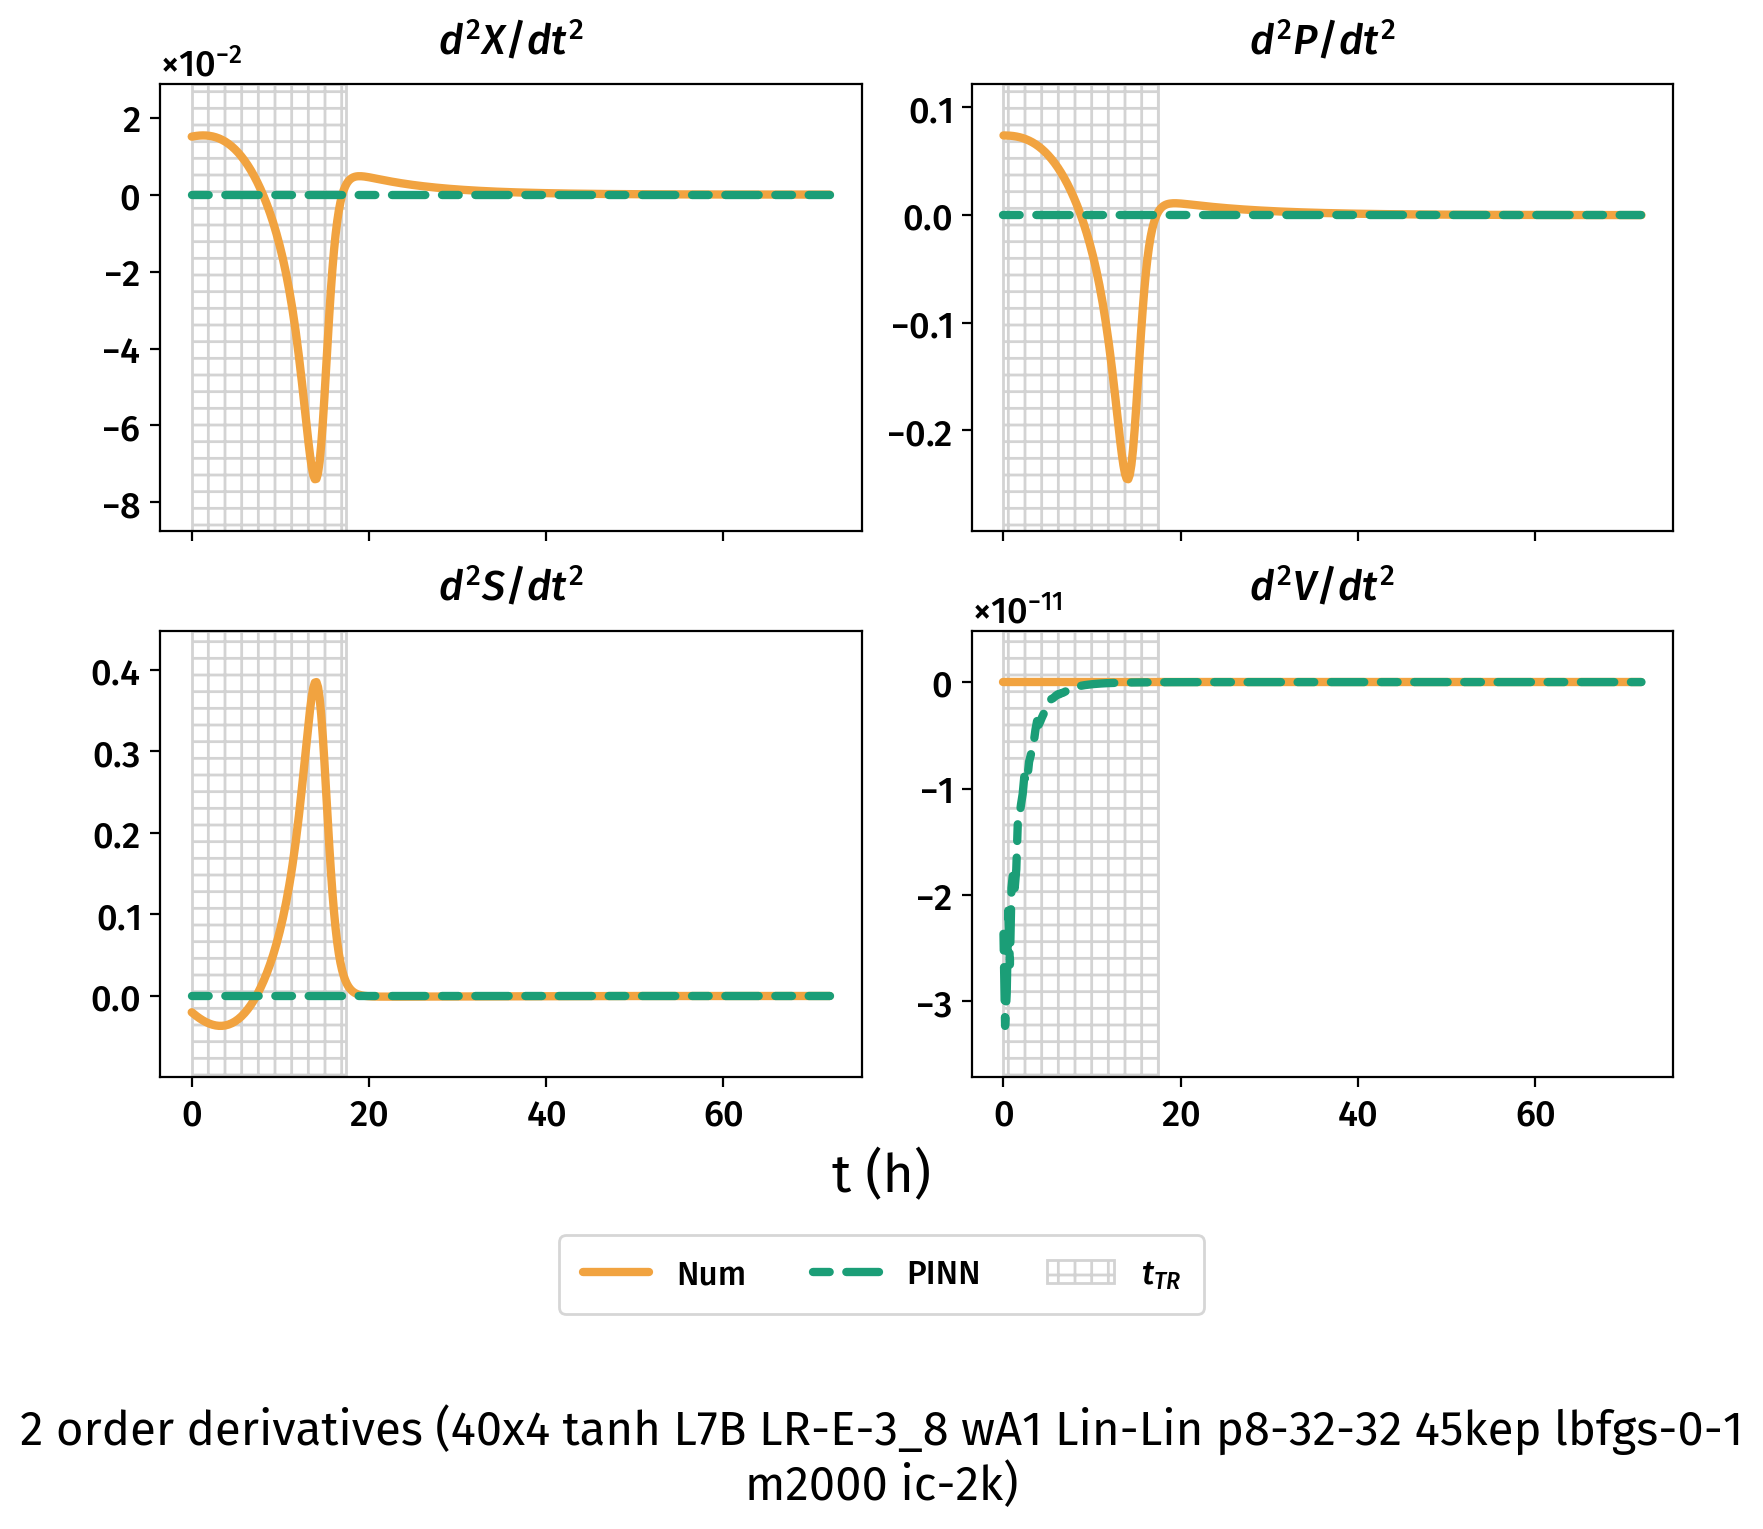 d²X/dt²
×10⁻²
2
0
−2
−4
−6
−8
d²P/dt²
0.1
0.0
−0.1
−0.2
d²S/dt²
0.4
0.3
0.2
0.1
0.0
0 20 40 60
d²V/dt²
×10⁻¹¹
0
−1
−2
−3
0 20 40 60
t (h)
Num PINN t_TR
2 order derivatives (40x4 tanh L7B LR-E-3_8 wA1 Lin-Lin p8-32-32 45kep lbfgs-0-1
m2000 ic-2k)